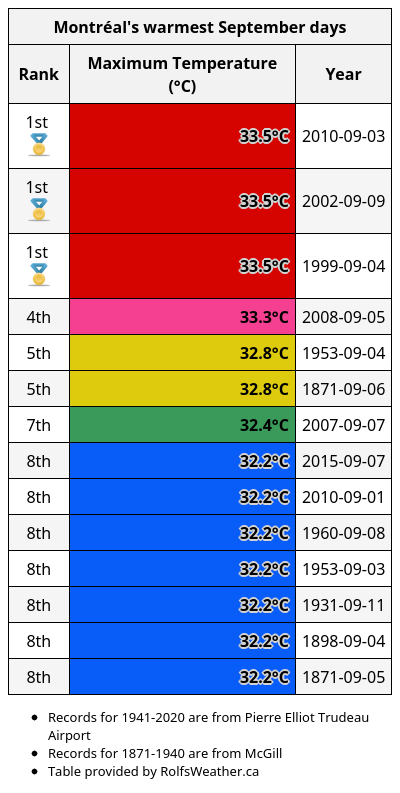 Montréal's warmest September days
Rank Maximum Temperature (°C) Year
1st 33.5°C 2010-09-03
1st 33.5°C 2002-09-09
1st 33.5°C 1999-09-04
4th 33.3°C 2008-09-05
5th 32.8°C 1953-09-04
5th 32.8°C 1871-09-06
7th 32.4°C 2007-09-07
8th 32.2°C 2015-09-07
8th 32.2°C 2010-09-01
8th 32.2°C 1960-09-08
8th 32.2°C 1953-09-03
8th 32.2°C 1931-09-11
8th 32.2°C 1898-09-04
8th 32.2°C 1871-09-05
• Records for 1941-2020 are from Pierre Elliot Trudeau
Airport
• Records for 1871-1940 are from McGill
• Table provided by RolfsWeather.ca